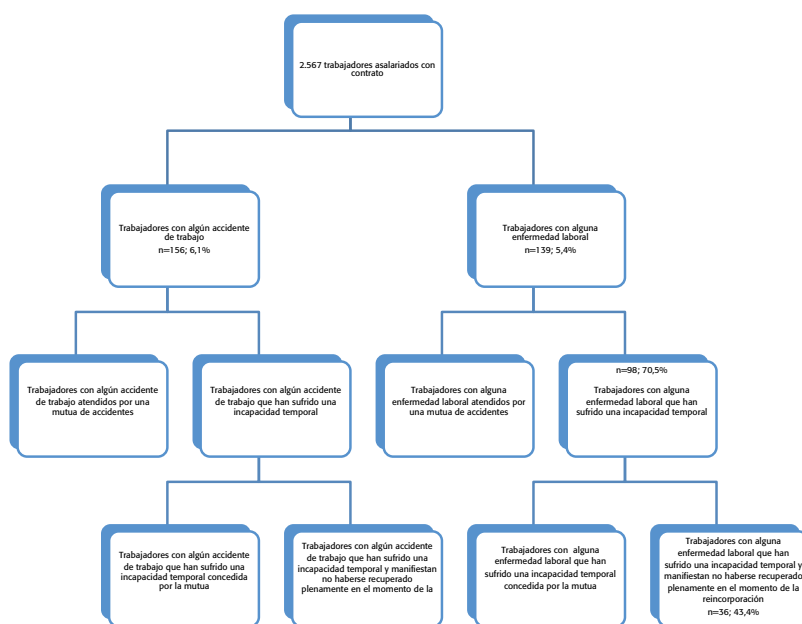 2.567 trabajadores asalariados con
contrato
Trabajadores con algún accidente
de trabajo
n=156; 6,1%
Trabajadores con alguna
enfermedad laboral
n=139; 5,4%
Trabajadores con algún accidente
de trabajo atendidos por una
mutua de accidentes
Trabajadores con algún accidente
de trabajo que han sufrido una
incapacidad temporal
Trabajadores con alguna
enfermedad laboral atendidos por
una mutua de accidentes
n=98; 70,5%
Trabajadores con alguna
enfermedad laboral que han
sufrido una incapacidad temporal
Trabajadores con algún accidente
de trabajo que han sufrido una
incapacidad temporal concedida
por la mutua
Trabajadores con algún accidente
de trabajo que han sufrido una
incapacidad temporal y manifiestan
no haberse recuperado
plenamente en el momento de la
Trabajadores con alguna
enfermedad laboral que han
sufrido una incapacidad temporal
concedida por la mutua
Trabajadores con alguna
enfermedad laboral que han
sufrido una incapacidad temporal y
manifiestan no haberse recuperado
plenamente en el momento de la
reincorporación
n=36; 43,4%